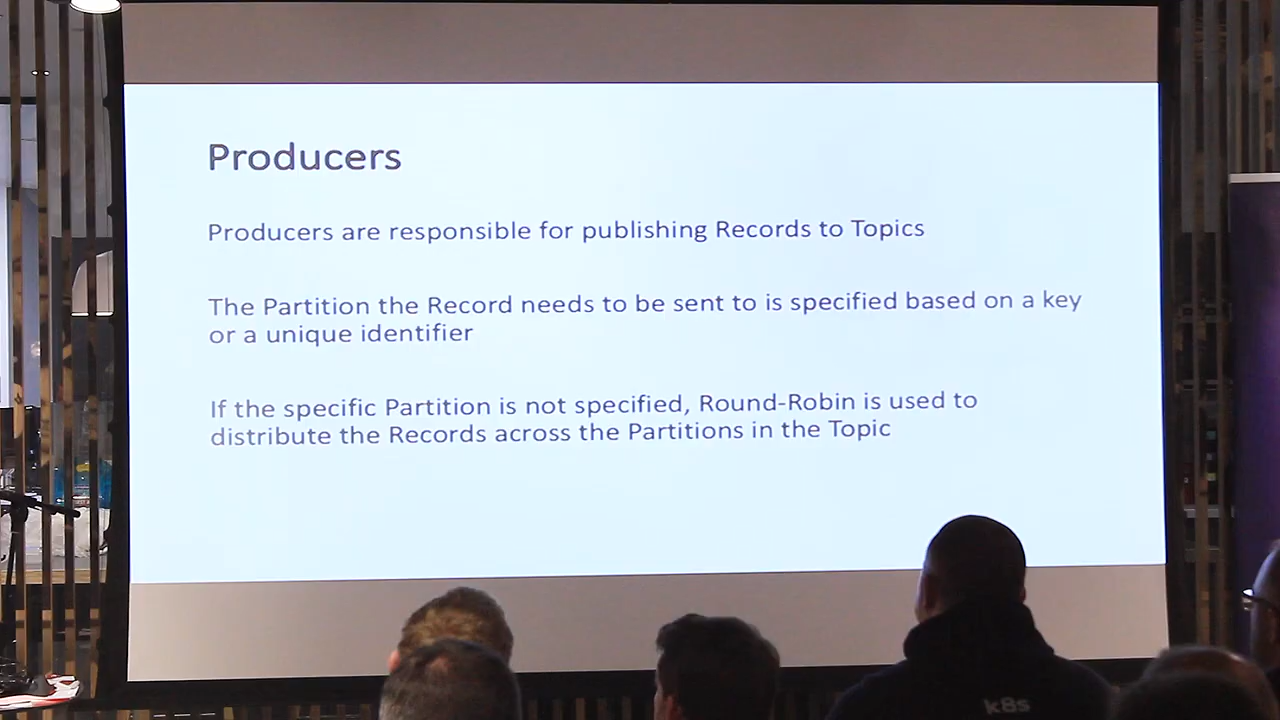 Producers
Producers are responsible for publishing Records to Topics
The Partition the Record needs to be sent to is specified based on a key
or a unique identifier
If the specific Partition is not specified, Round-Robin is used to
distribute the Records across the Partitions in the Topic
k8s